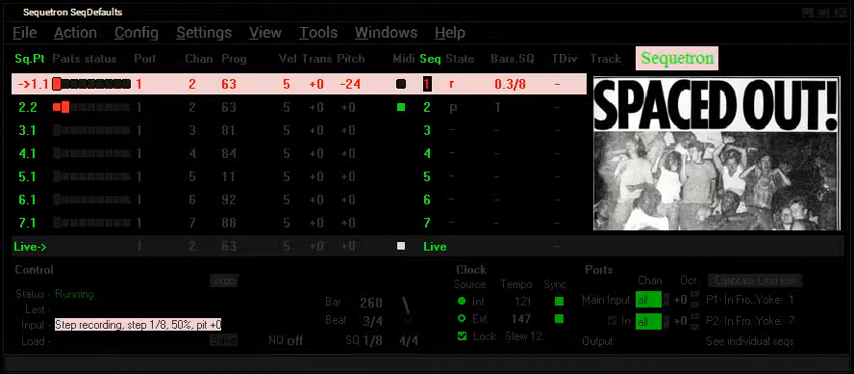 Sequetron SeqDefaults
File Action Config Settings View Tools Windows Help
Sq.Pt Parts status Port Chan Prog Vel Trans Pitch Midi Seq State Bars.SQ TDiv Track Sequetron
->1.1 1 2 63 5 +0 -24 1 r 0.3/8 -
2.2 1 2 63 5 +0 +0 2 p 1 -
3.1 1 3 81 5 +0 +0 3 - - -
4.1 1 4 84 5 +0 +0 4 - - -
5.1 1 5 11 5 +0 +0 5 - - -
6.1 1 6 92 5 +0 +0 6 - - -
7.1 1 7 88 5 +0 +0 7 - - -
Live-> 1 2 63 5 +0 +0 Live -
SPACED OUT!
Control
Stop
Status - Running
Last -
Input - Step recording, step 1/8, 50%, pit +0
Load - Save
Bar 260 \
Beat 3/4
NQ off SQ 1/8 4/4
Clock
Source Tempo Sync
Int 121
Ext 147
Lock Slew 12
Ports
Chan Ocr Calibrate Cmd Key
Main Input all +0 P1- In Fro..Yoke: 1
In all +0 P2- In Fro..Yoke: 7
Output See individual seqs